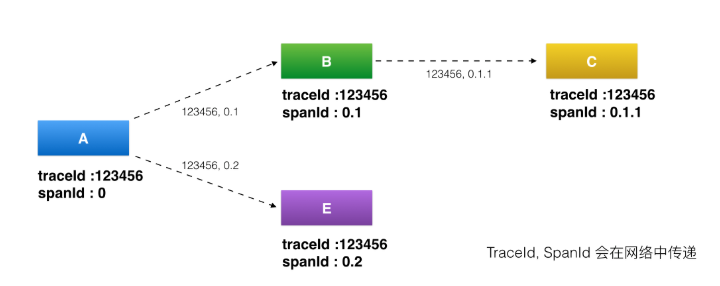 A
traceId :123456
spanId : 0
123456, 0.1
B
traceId :123456
spanId : 0.1
123456, 0.1.1
C
traceId :123456
spanId : 0.1.1
123456, 0.2
E
traceId :123456
spanId : 0.2
TraceId, SpanId 会在网络中传递